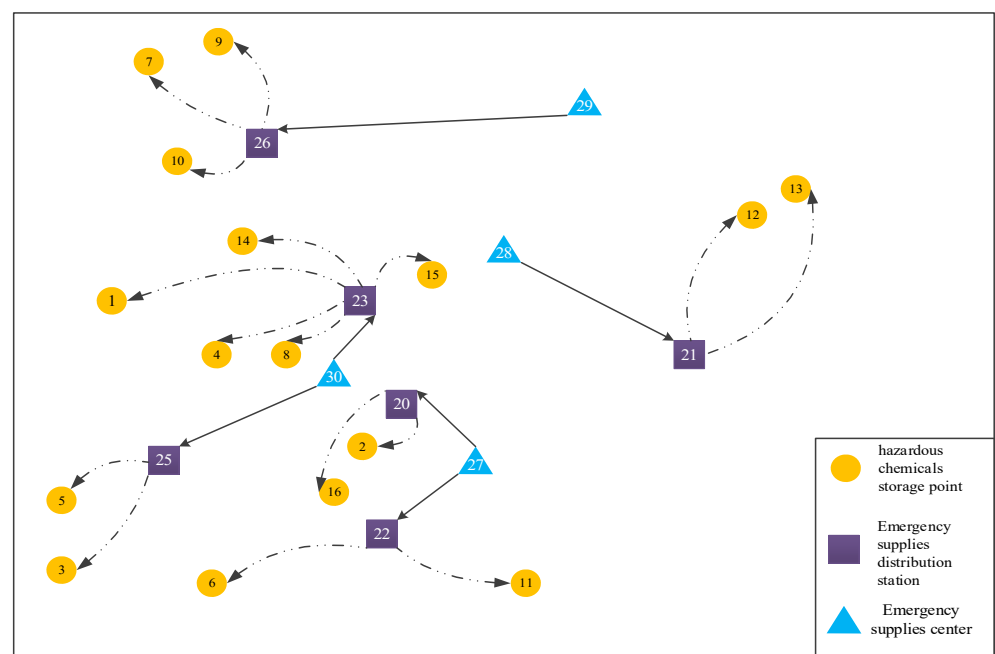 9
7
29
26
10
13
12
14
28
15
1
23
4
8
21
30
20
2
25
27
5
16
22
3
6
11
hazardous
chemicals
storage point
Emergency
supplies
distribution
station
Emergency
supplies center